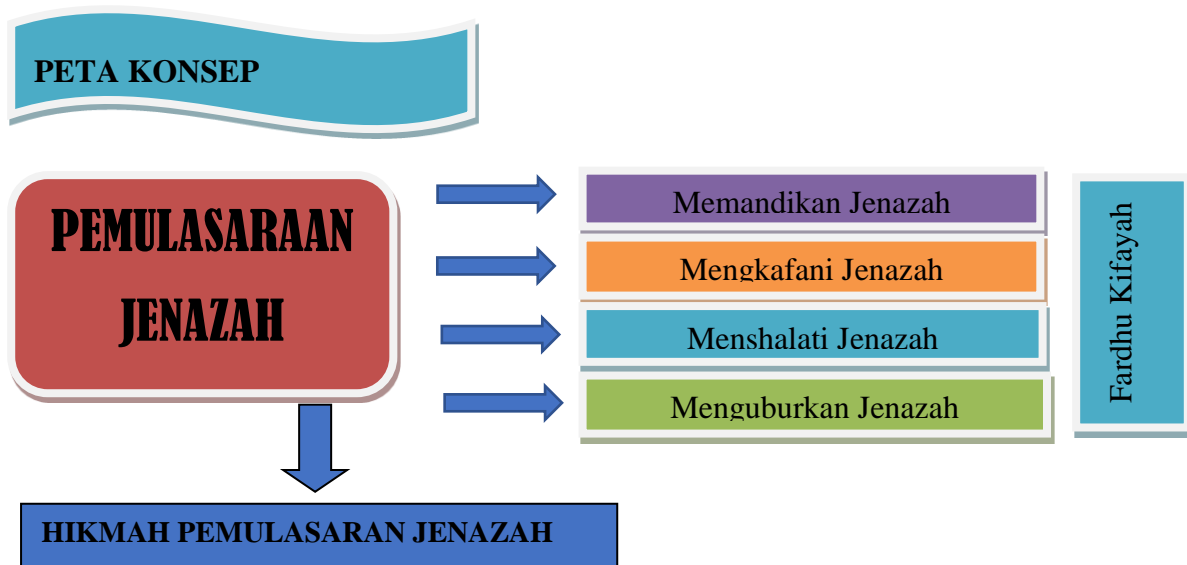 PETA KONSEP
PEMULASARAAN
JENAZAH
Memandikan Jenazah
Mengkafani Jenazah
Menshalati Jenazah
Menguburkan Jenazah
Fardhu Kifayah
HIKMAH PEMULASARAN JENAZAH